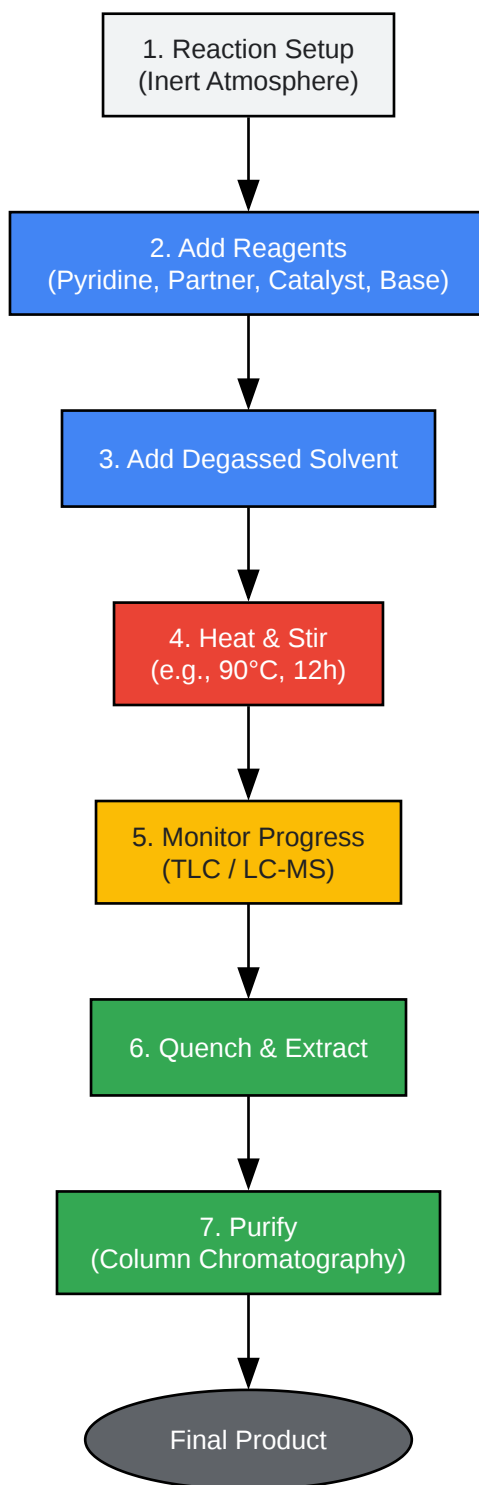 1. Reaction Setup
(Inert Atmosphere)
2. Add Reagents
(Pyridine, Partner, Catalyst, Base)
3. Add Degassed Solvent
4. Heat & Stir
(e.g., 90°C, 12h)
5. Monitor Progress
(TLC / LC-MS)
6. Quench & Extract
7. Purify
(Column Chromatography)
Final Product